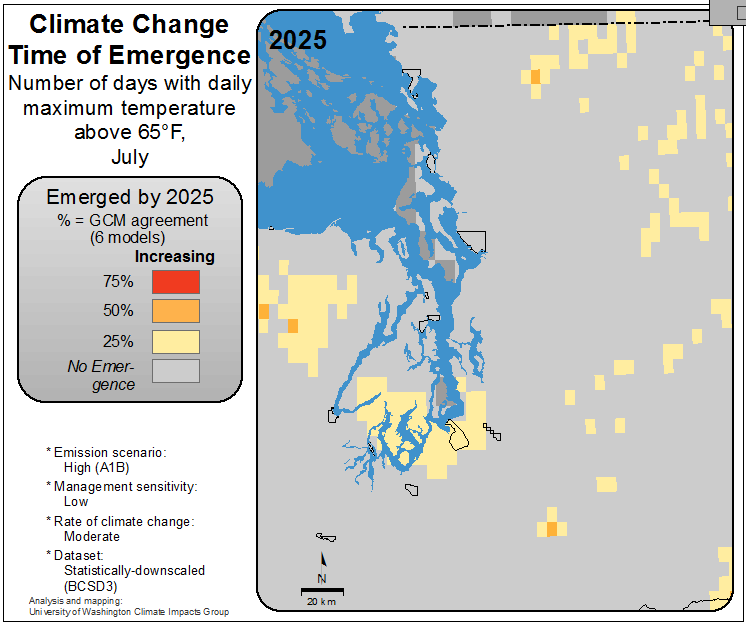 Climate Change
Time of Emergence
Number of days with daily
maximum temperature
above 65°F,
July
Emerged by 2025
% = GCM agreement
(6 models)
Increasing
75%
50%
25%
No Emer-
gence
* Emission scenario:
High (A1B)
* Management sensitivity:
Low
* Rate of climate change:
Moderate
* Dataset:
Statistically-downscaled
(BCSD3)
Analysis and mapping:
University of Washington Climate Impacts Group
2025
N
20 km